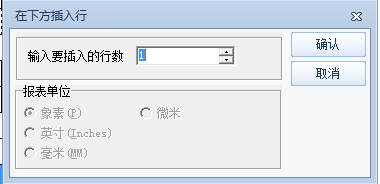 在下方插入行
输入要插入的行数 1
确认
取消
报表单位
象素(P) 微米
英寸(Inches)
毫米(MM)